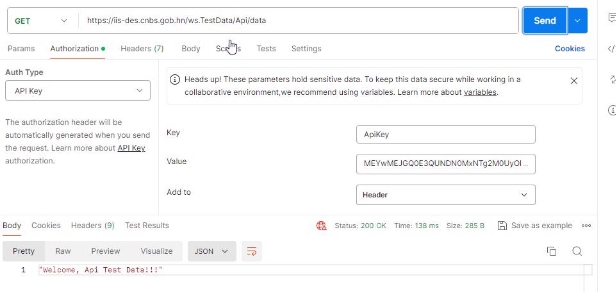 GET https://iis-des.cnbs.gob.hn/ws.TestData/Api/data Send
Params Authorization Headers (7) Body Scripts Tests Settings Cookies
Auth Type
API Key
The authorization header will be
automatically generated when you send
the request. Learn more about API Key
authorization.
Heads up! These parameters hold sensitive data. To keep this data secure while working in a
collaborative environment,we recommend using variables. Learn more about variables.
Key ApiKey
Value
Add to Header
Body Cookies Headers (9) Test Results Status: 200 OK Time: 138 ms Size: 285 B Save as example
Pretty Raw Preview Visualize JSON
1 "Welcome, Api Test Data!!!"